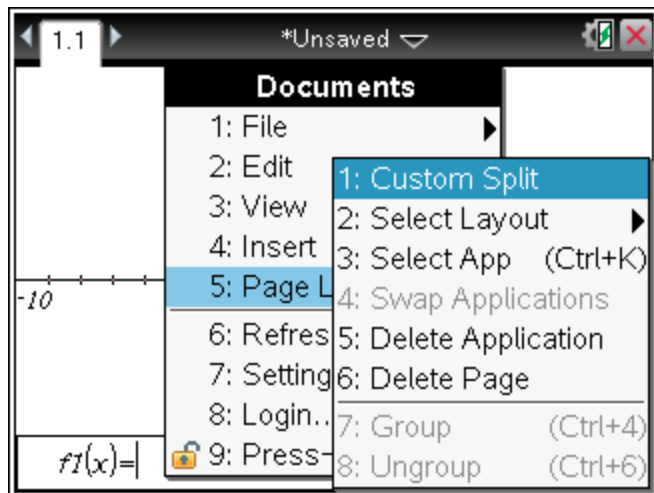 1.1 *Unsaved
Documents
1: File
2: Edit
3: View
4: Insert
5: Page L
6: Refres
7: Setting
8: Login..
9: Press-
1: Custom Split
2: Select Layout
3: Select App (Ctrl+K)
4: Swap Applications
5: Delete Application
6: Delete Page
7: Group (Ctrl+4)
8: Ungroup (Ctrl+6)
-10
f1(x)=